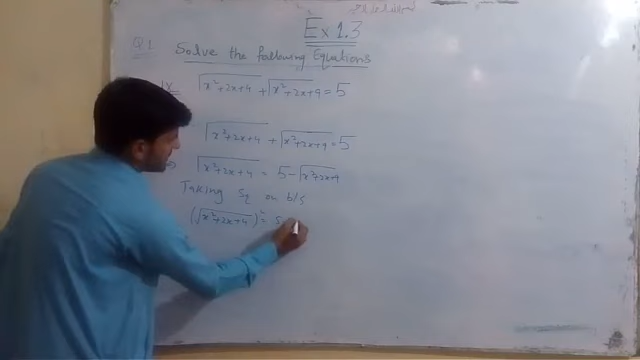 Ex 1.3
Q1 Solve the following Equations
√x²+2x+4 + √x²+2x+9 = 5
√x²+2x+4 + √x²+2x+9 = 5
√x²+2x+4 = 5 - √x²+2x+9
Taking Sq on b/s
(√x²+2x+4)² = 5